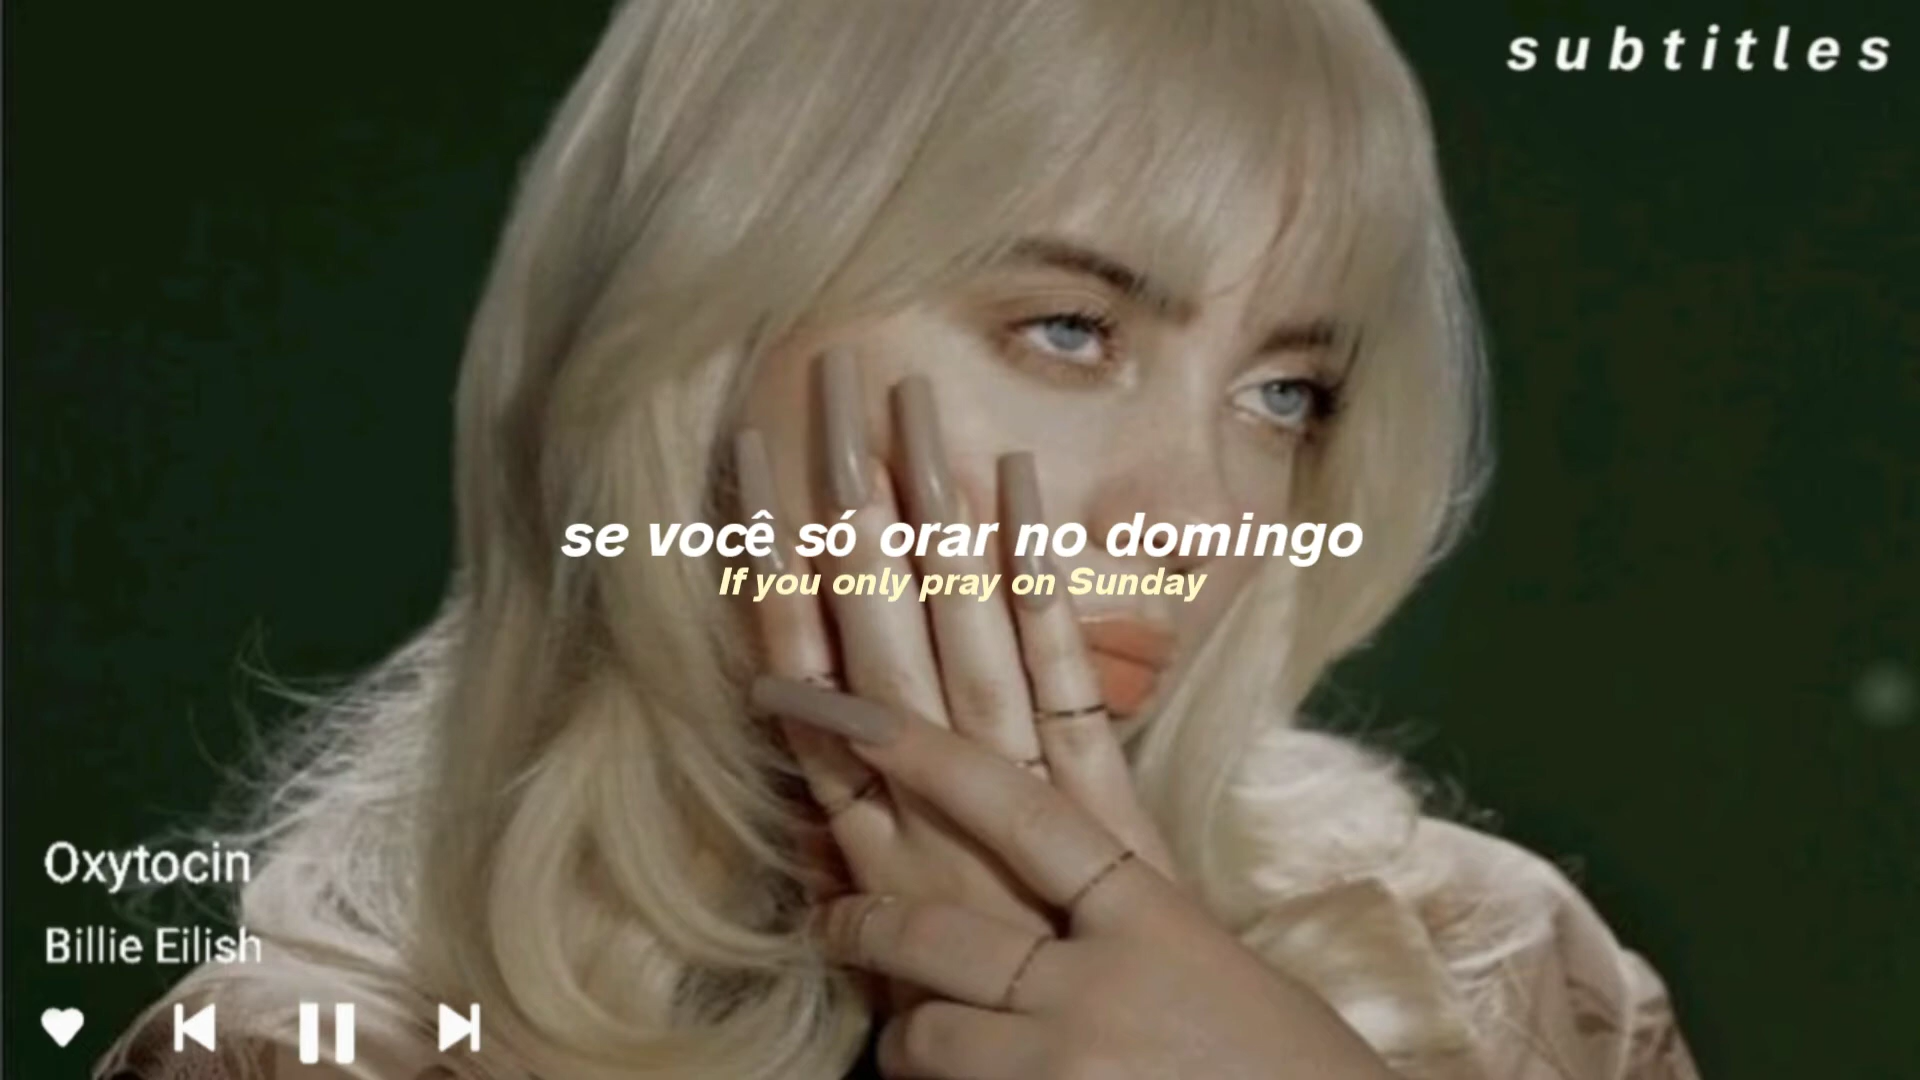 subtitles
se você só orar no domingo
If you only pray on Sunday
Oxytocin
Billie Eilish